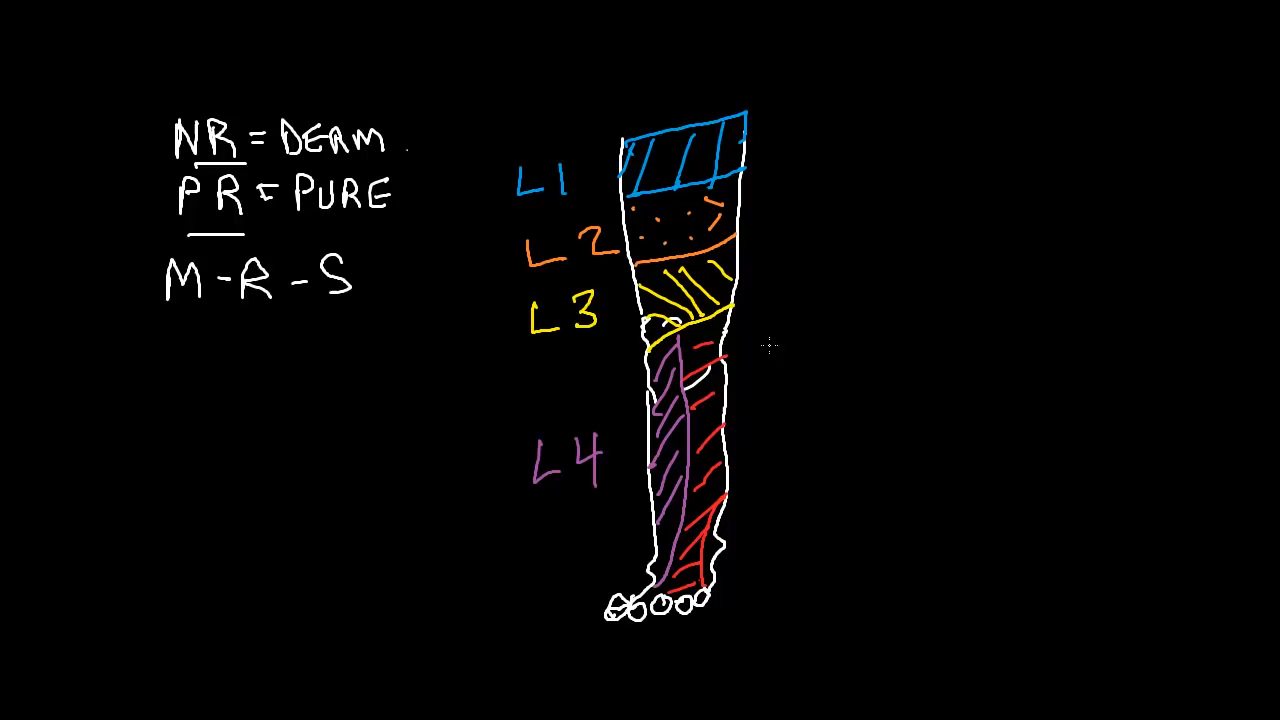 NR = DERM
PR = PURE
M - R - S
L1
L2
L3
L4